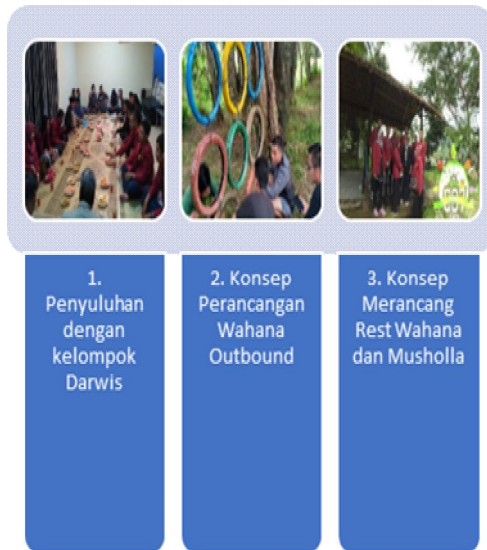 1.
Penyuluhan
dengan
kelompok
Darwis
2. Konsep
Perancangan
Wahana
Outbound
3. Konsep
Merancang
Rest Wahana
dan Musholla